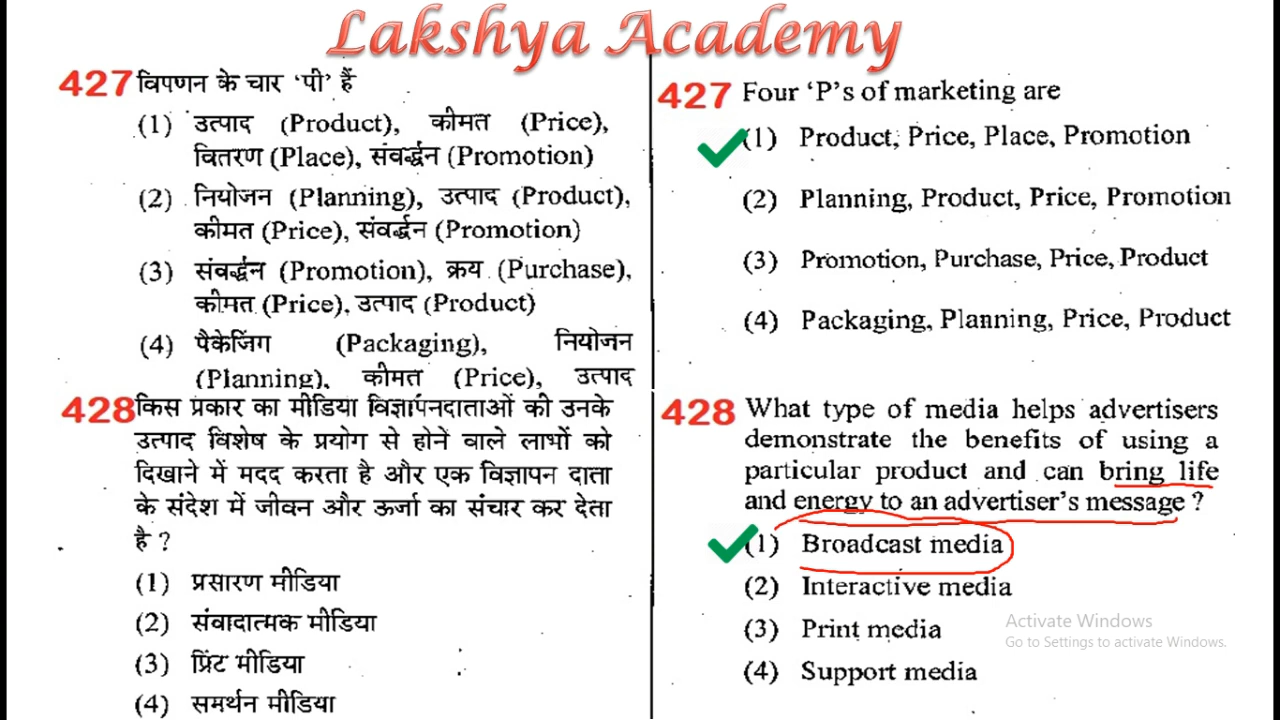 Lakshya Academy
427 विपणन के चार ‘पी’ हैं
(1) उत्पाद (Product), कीमत (Price),
वितरण (Place), संवर्द्धन (Promotion)
(2) नियोजन (Planning), उत्पाद (Product),
कीमत (Price), संवर्द्धन (Promotion)
(3) संवर्द्धन (Promotion), क्रय (Purchase),
कीमत (Price), उत्पाद (Product)
(4) पैकेजिंग (Packaging), नियोजन
(Planning), कीमत (Price), उत्पाद
428 किस प्रकार का मीडिया विज्ञापनदाताओं की उनके
उत्पाद विशेष के प्रयोग से होनें वाले लाभों को
दिखाने में मदद करता है और एक विज्ञापन दाता
के संदेश में जीवन और ऊर्जा का संचार कर देता
है ?
(1) प्रसारण मीडिया
(2) संवादात्मक मीडिया
(3) प्रिंट मीडिया
(4) समर्थन मीडिया
427 Four ‘P’s of marketing are
(1) Product, Price, Place, Promotion
(2) Planning, Product, Price, Promotion
(3) Promotion, Purchase, Price, Product
(4) Packaging, Planning, Price, Product
428 What type of media helps advertisers
demonstrate the benefits of using a
particular product and can bring life
and energy to an advertiser’s message ?
(1) Broadcast media
(2) Interactive media
(3) Print media
(4) Support media
Activate Windows
Go to Settings to activate Windows.